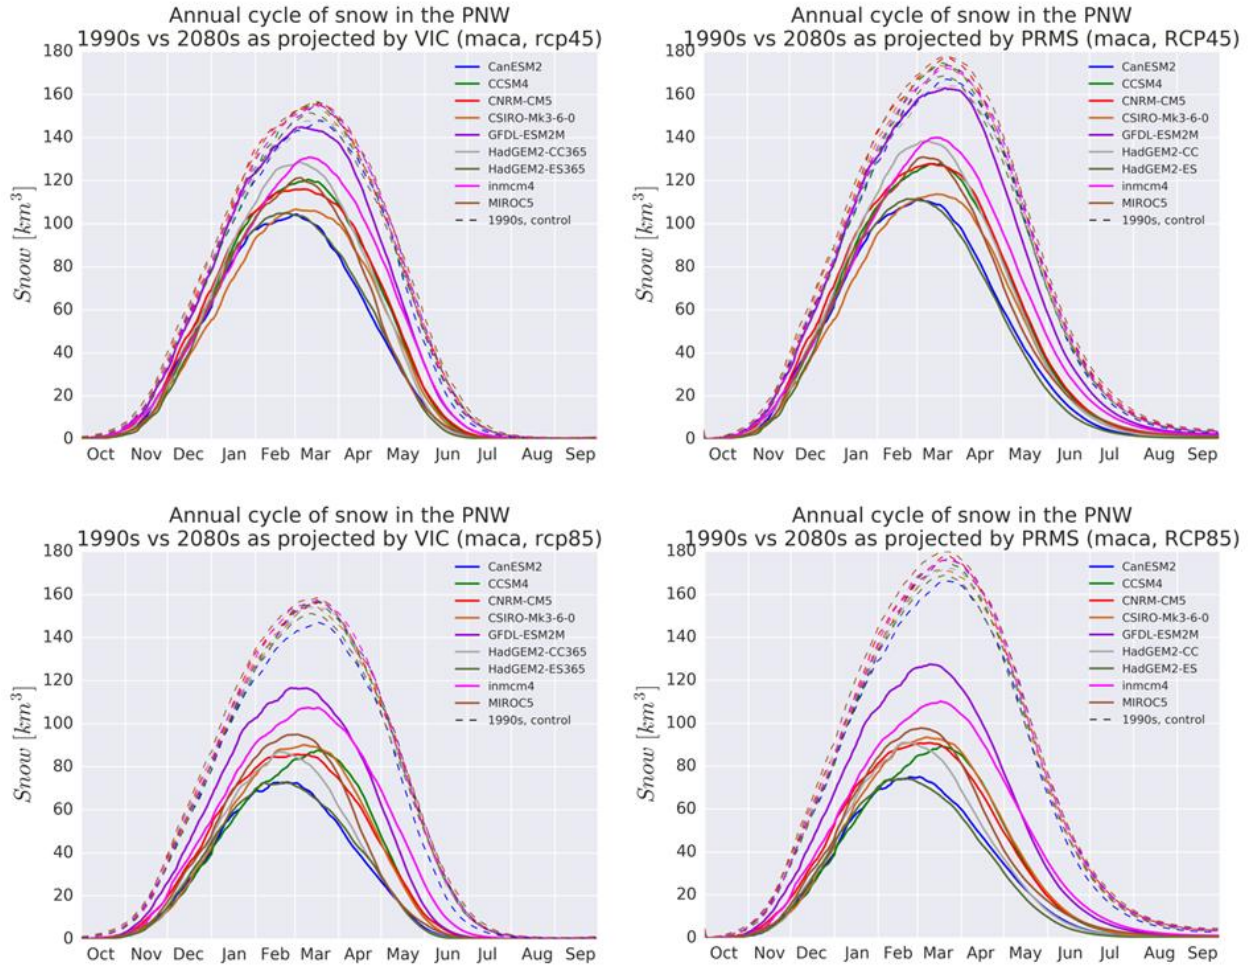 Annual cycle of snow in the PNW
1990s vs 2080s as projected by VIC (maca, rcp45)
180
160
140
120
100
80
60
40
20
0
Snow [km³]
CanESM2
CCSM4
CNRM-CM5
CSIRO-Mk3-6-0
GFDL-ESM2M
HadGEM2-CC365
HadGEM2-ES365
inmcm4
MIROC5
1990s, control
Oct Nov Dec Jan Feb Mar Apr May Jun Jul Aug Sep
Annual cycle of snow in the PNW
1990s vs 2080s as projected by PRMS (maca, RCP45)
180
160
140
120
100
80
60
40
20
0
Snow [km³]
CanESM2
CCSM4
CNRM-CM5
CSIRO-Mk3-6-0
GFDL-ESM2M
HadGEM2-CC
HadGEM2-ES
inmcm4
MIROC5
1990s, control
Oct Nov Dec Jan Feb Mar Apr May Jun Jul Aug Sep
Annual cycle of snow in the PNW
1990s vs 2080s as projected by VIC (maca, rcp85)
180
160
140
120
100
80
60
40
20
0
Snow [km³]
CanESM2
CCSM4
CNRM-CM5
CSIRO-Mk3-6-0
GFDL-ESM2M
HadGEM2-CC365
HadGEM2-ES365
inmcm4
MIROC5
1990s, control
Oct Nov Dec Jan Feb Mar Apr May Jun Jul Aug Sep
Annual cycle of snow in the PNW
1990s vs 2080s as projected by PRMS (maca, RCP85)
180
160
140
120
100
80
60
40
20
0
Snow [km³]
CanESM2
CCSM4
CNRM-CM5
CSIRO-Mk3-6-0
GFDL-ESM2M
HadGEM2-CC
HadGEM2-ES
inmcm4
MIROC5
1990s, control
Oct Nov Dec Jan Feb Mar Apr May Jun Jul Aug Sep